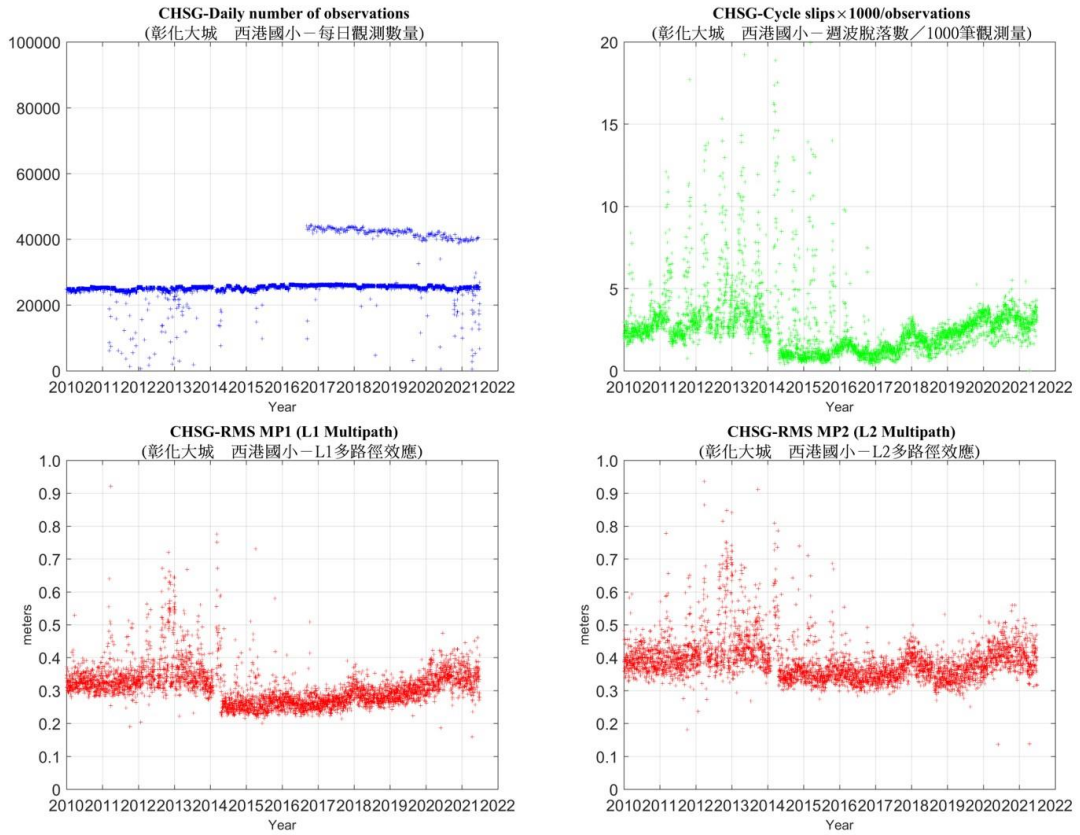 CHSG-Daily number of observations
(彰化大城 西港國小－每日觀測數量)
100000
80000
60000
40000
20000
0
2010 2011 2012 2013 2014 2015 2016 2017 2018 2019 2020 2021 2022
Year
CHSG-Cycle slips×1000/observations
(彰化大城 西港國小－週波脫落數／1000筆觀測量)
20
15
10
5
0
2010 2011 2012 2013 2014 2015 2016 2017 2018 2019 2020 2021 2022
Year
CHSG-RMS MP1 (L1 Multipath)
(彰化大城 西港國小－L1多路徑效應)
meters
1.0
0.9
0.8
0.7
0.6
0.5
0.4
0.3
0.2
0.1
0
2010 2011 2012 2013 2014 2015 2016 2017 2018 2019 2020 2021 2022
Year
CHSG-RMS MP2 (L2 Multipath)
(彰化大城 西港國小－L2多路徑效應)
meters
1.0
0.9
0.8
0.7
0.6
0.5
0.4
0.3
0.2
0.1
0
2010 2011 2012 2013 2014 2015 2016 2017 2018 2019 2020 2021 2022
Year